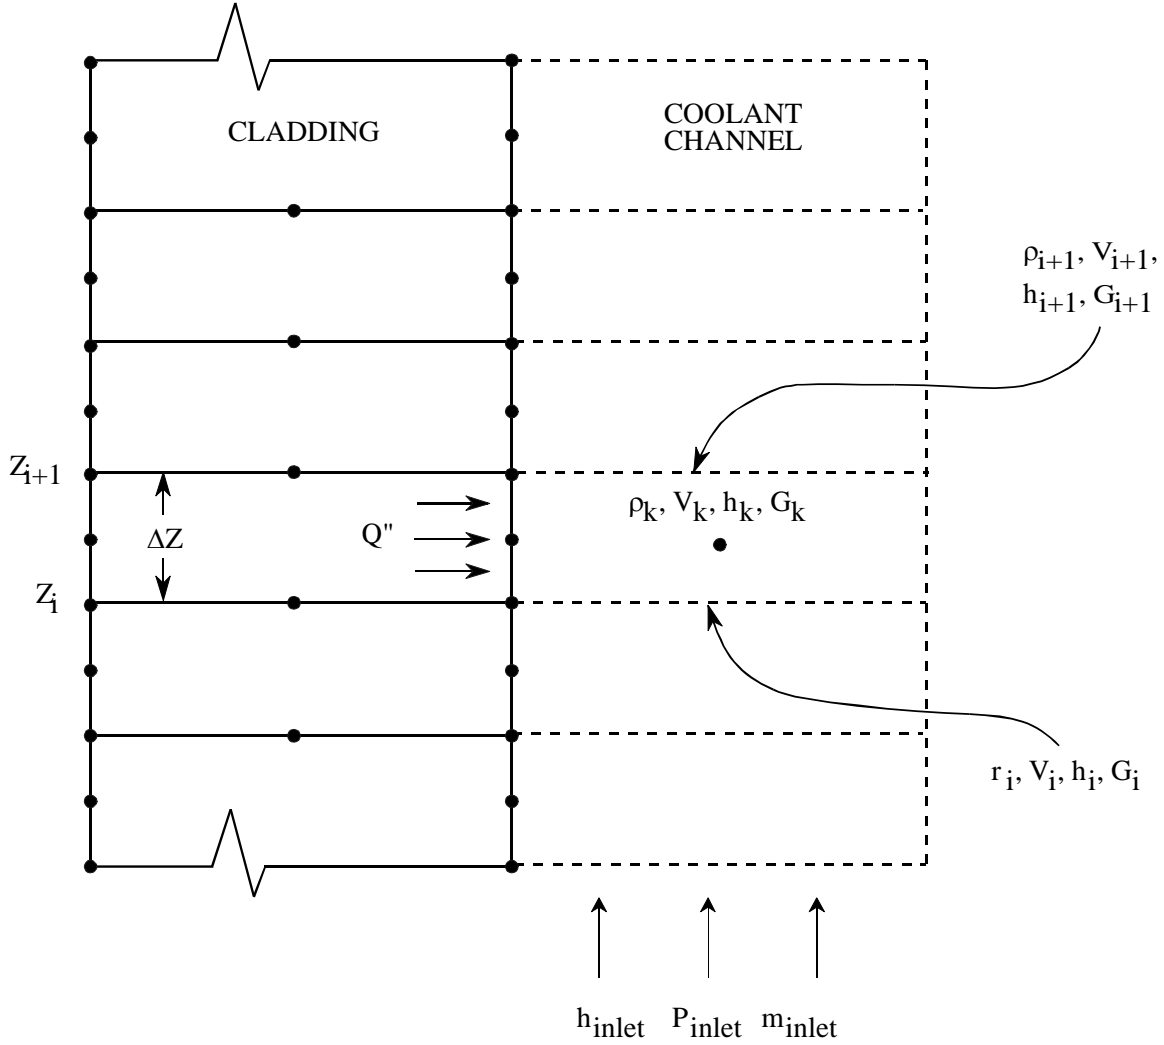 CLADDING
COOLANT
CHANNEL
ρi+1, Vi+1,
hi+1, Gi+1
Zi+1
ρk, Vk, hk, Gk
ΔZ
Q"
Zi
ri, Vi, hi, Gi
hinlet Pinlet minlet